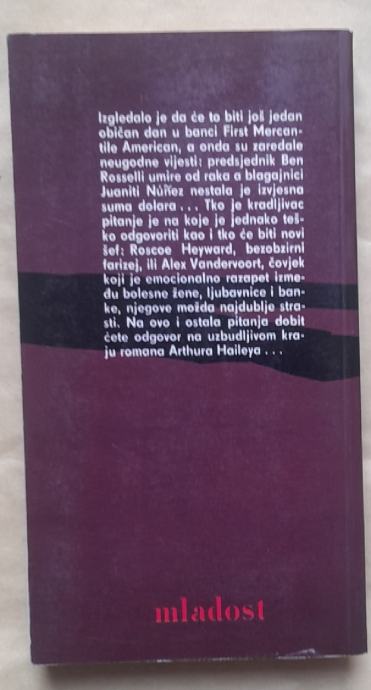 Izgledalo je da će to biti još jedan
običan dan u banci First Mercan-
tile American, a onda su zaredale
neugodne vijesti: predsjednik Ben
Rosselli umire od raka a blagajnici
Juaniti Núñez nestala je izvjesna
suma dolara . . . Tko je kradljivac
pitanje je na koje je jednako teš-
ko odgovoriti kao i tko će biti novi
šef: Roscoe Heyward, bezobzirni
farizej, ili Alex Vandervoort, čovjek
koji je emocionalno razapet izme-
đu bolesne žene, ljubavnice i ban-
ke, njegove možda najdublje stra-
sti. Na ovo i ostala pitanja dobit
ćete odgovor na uzbudljivom kra-
ju romana Arthura Haileya . . .
mladost